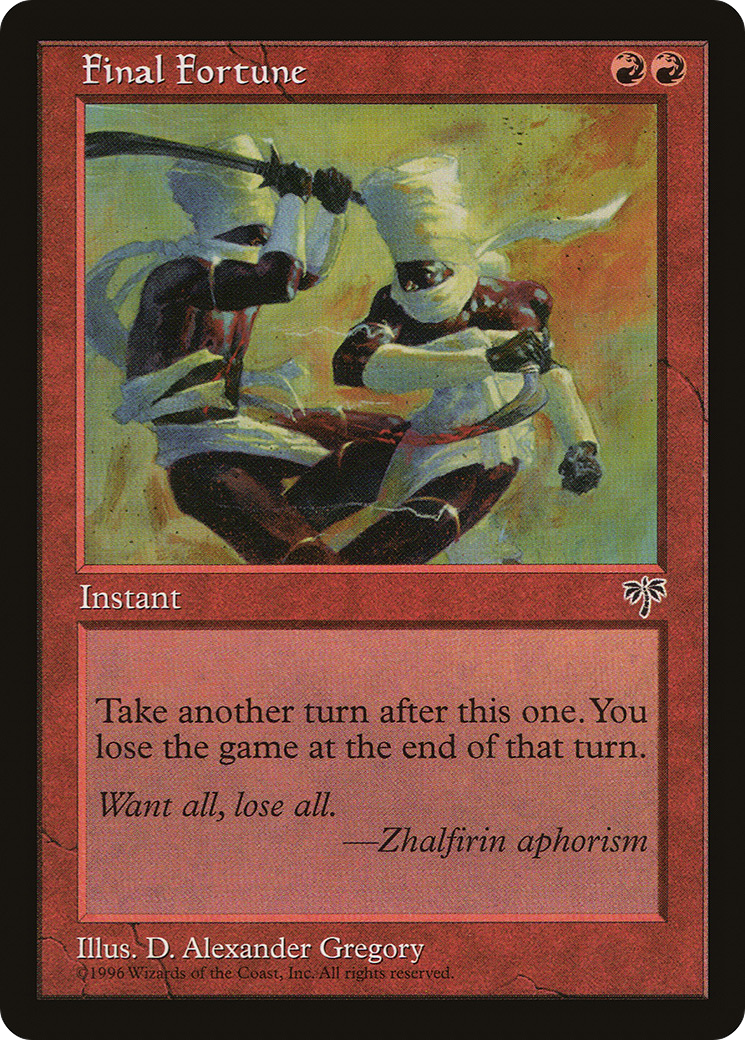 Final Fortune
Instant
Take another turn after this one. You
lose the game at the end of that turn.
Want all, lose all.
—Zhalfirin aphorism
Illus. D. Alexander Gregory
©1996 Wizards of the Coast, Inc. All rights reserved.